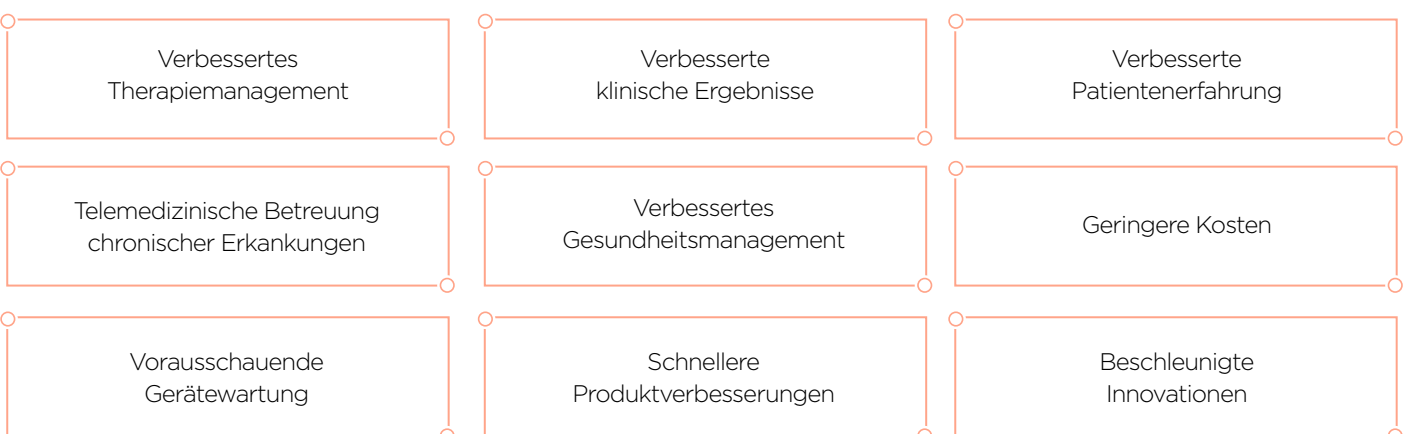 Verbessertes
Therapiemanagement
Verbesserte
klinische Ergebnisse
Verbesserte
Patientenerfahrung
Telemedizinische Betreuung
chronischer Erkankungen
Verbessertes
Gesundheitsmanagement
Geringere Kosten
Vorausschauende
Gerätewartung
Schnellere
Produktverbesserungen
Beschleunigte
Innovationen